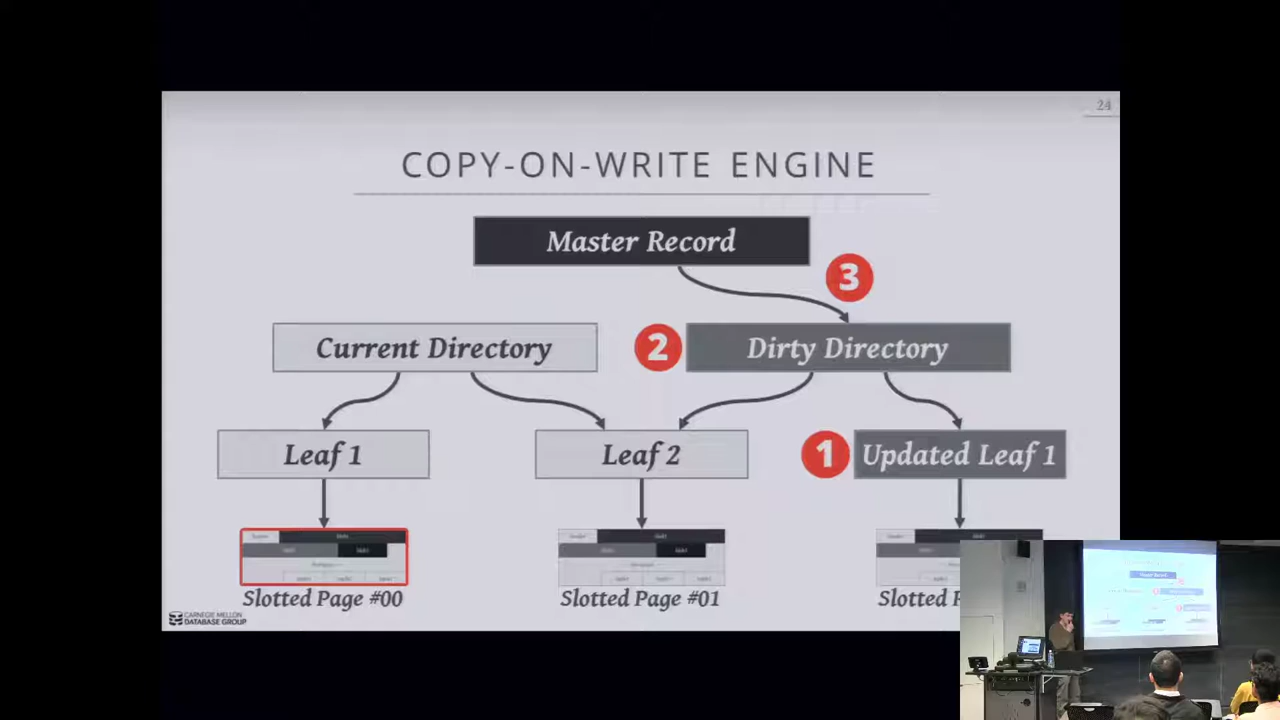 24
COPY-ON-WRITE ENGINE
Master Record
3
Current Directory
2
Dirty Directory
Leaf 1
Leaf 2
1
Updated Leaf 1
Slotted Page #00
Slotted Page #01
Slotted
CARNEGIE MELLON
DATABASE GROUP